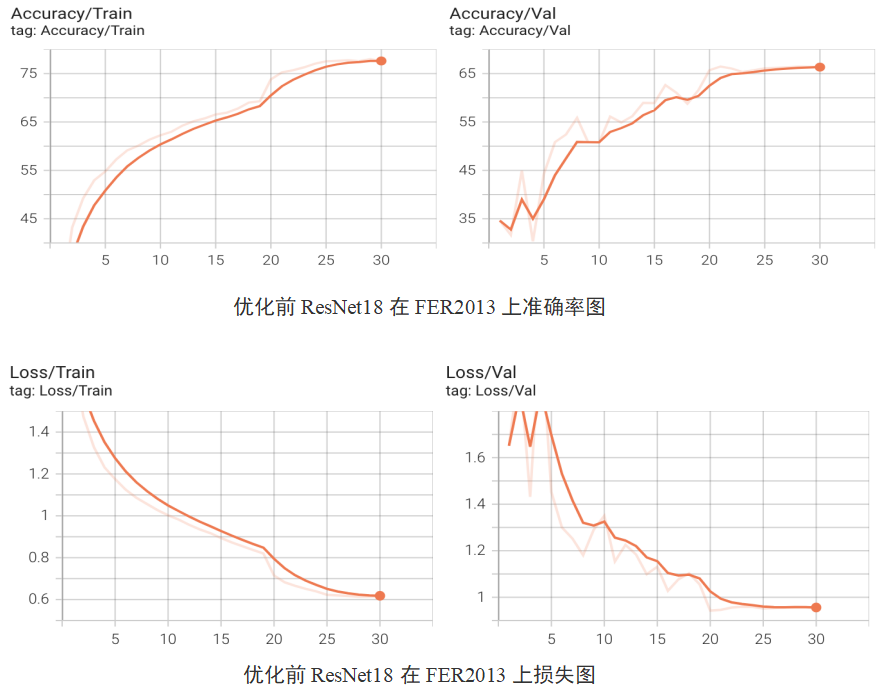 Accuracy/Train
tag: Accuracy/Train
75
65
55
45
5 10 15 20 25 30
Accuracy/Val
tag: Accuracy/Val
65
55
45
35
5 10 15 20 25 30
优化前 ResNet18 在 FER2013 上准确率图
Loss/Train
tag: Loss/Train
1.4
1.2
1
0.8
0.6
5 10 15 20 25 30
Loss/Val
tag: Loss/Val
1.6
1.4
1.2
1
5 10 15 20 25 30
优化前 ResNet18 在 FER2013 上损失图